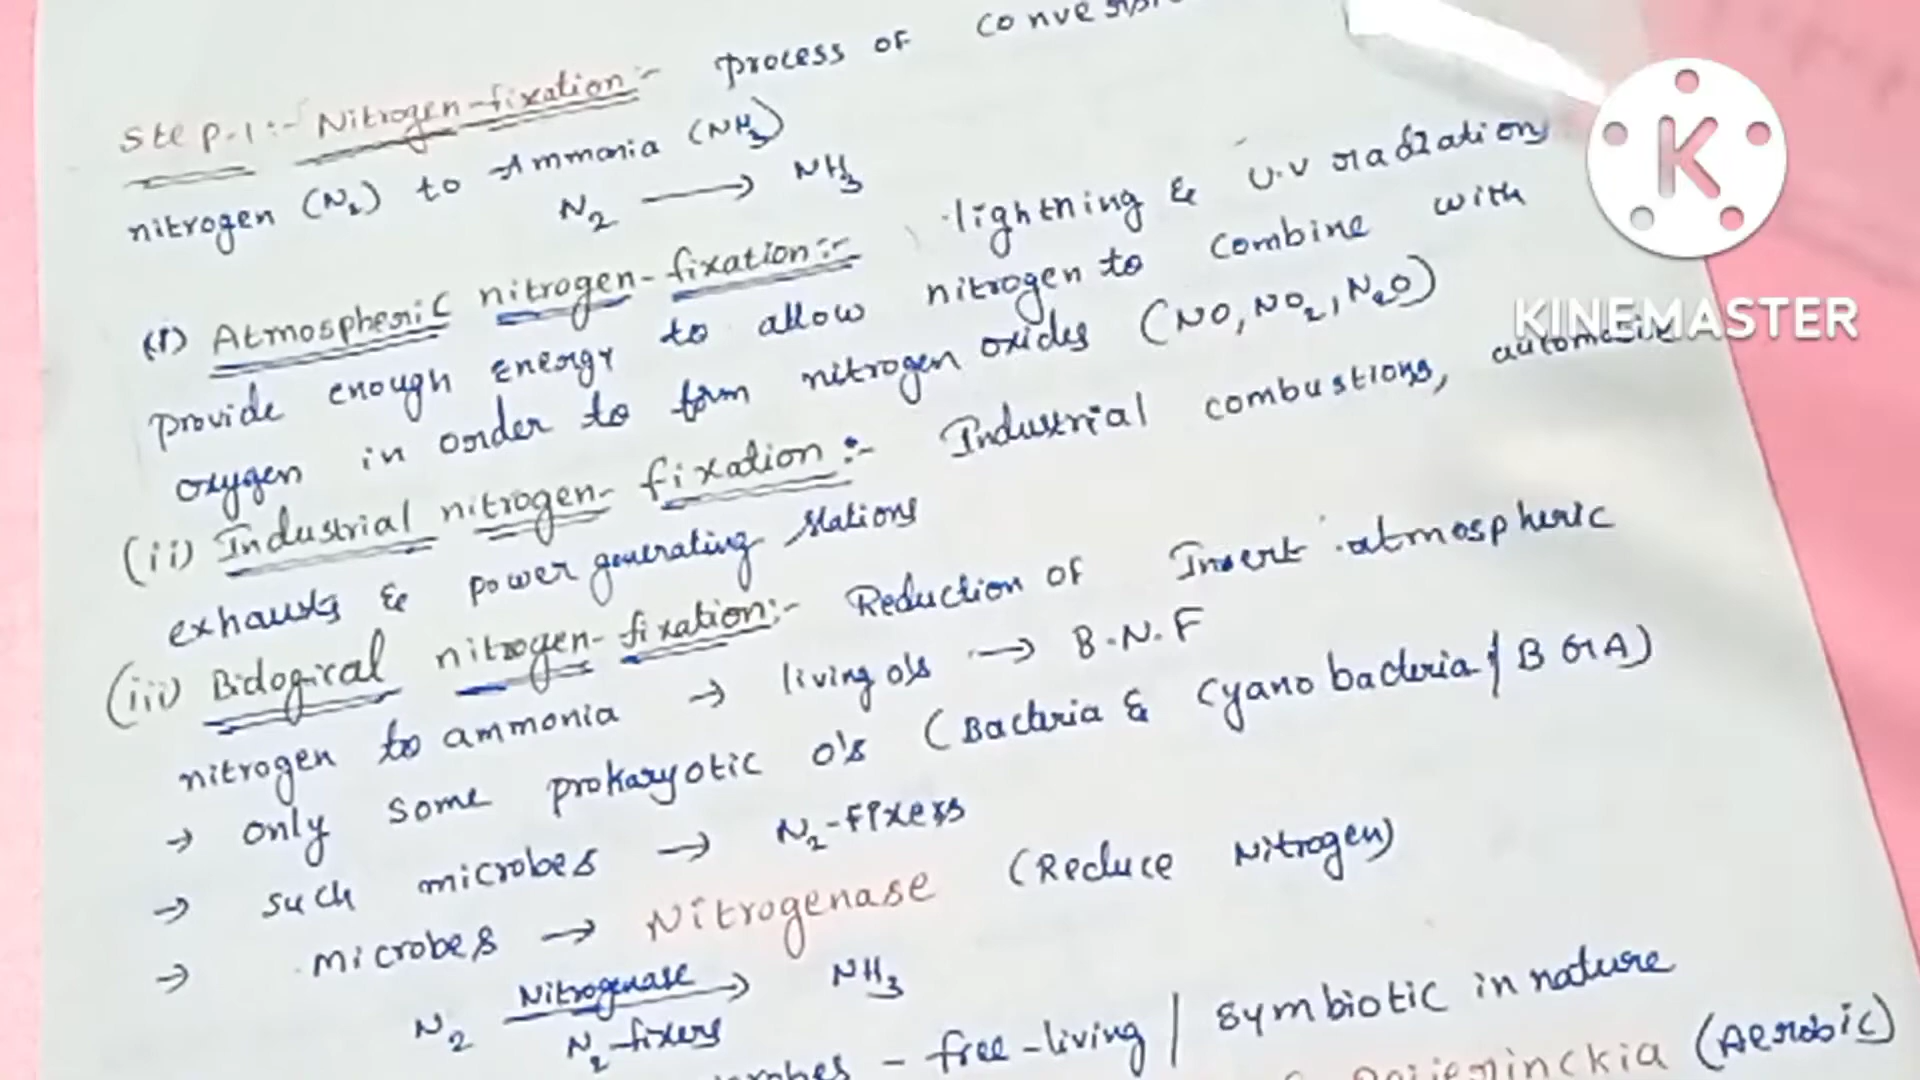 Step-1:- Nitrogen-fixation:- process of
nitrogen (N2) to Ammonia (NH3)
N2 → NH3
(i) Atmospheric nitrogen-fixation:- lightning & U.V radiations
provide enough energy to allow nitrogen to combine with
oxygen in order to form nitrogen oxides (NO, NO2, N2O)
(ii) Industrial nitrogen-fixation:- Industrial combustions,
exhausts & power generating stations
(iii) Biological nitrogen-fixation:- Reduction of Insert atmospheric
nitrogen to ammonia → living o's → B.N.F
→ only some prokaryotic o's (Bacteria & Cyanobacteria / BGA)
→ such microbes → N2-Fixers
→ microbes → Nitrogenase (Reduce Nitrogen)
N2 Nitrogenase → NH3
N2-fixers
- free-living / symbiotic in nature
(Aerobic)
K
KINEMASTER